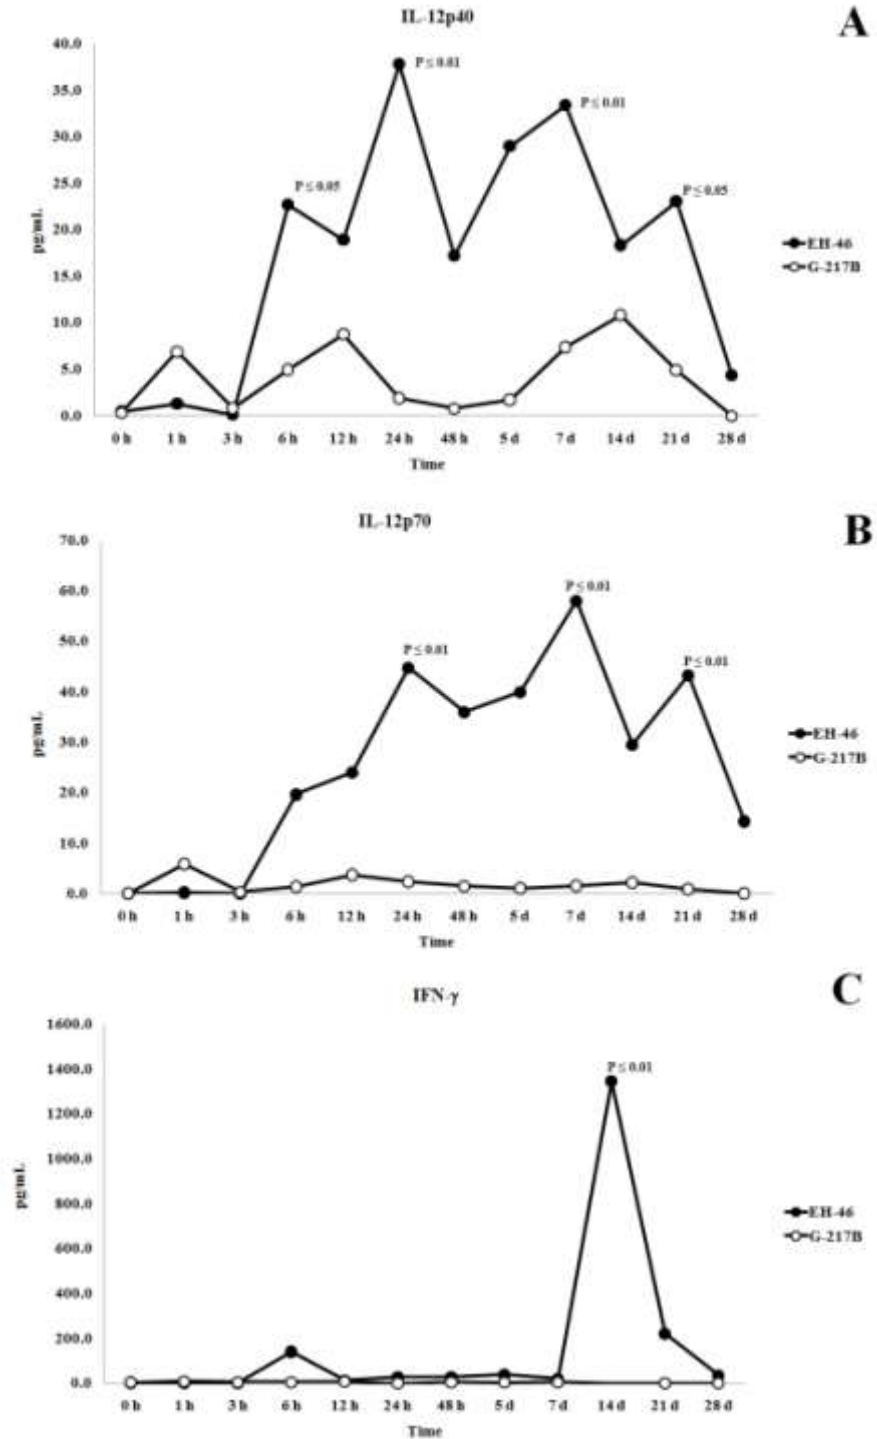 IL-12p40
A
40.0
35.0
30.0
25.0
20.0
15.0
10.0
5.0
0.0
pg/mL
P ≤ 0.05
P ≤ 0.01
P ≤ 0.01
P ≤ 0.05
EH-46
G-217B
0 h 1 h 3 h 6 h 12 h 24 h 48 h 5 d 7 d 14 d 21 d 28 d
Time
IL-12p70
B
70.0
60.0
50.0
40.0
30.0
20.0
10.0
0.0
pg/mL
P ≤ 0.01
P ≤ 0.01
P ≤ 0.01
EH-46
G-217B
0 h 1 h 3 h 6 h 12 h 24 h 48 h 5 d 7 d 14 d 21 d 28 d
Time
IFN-γ
C
1600.0
1400.0
1200.0
1000.0
800.0
600.0
400.0
200.0
0.0
pg/mL
P ≤ 0.01
EH-46
G-217B
0 h 1 h 3 h 6 h 12 h 24 h 48 h 5 d 7 d 14 d 21 d 28 d
Time